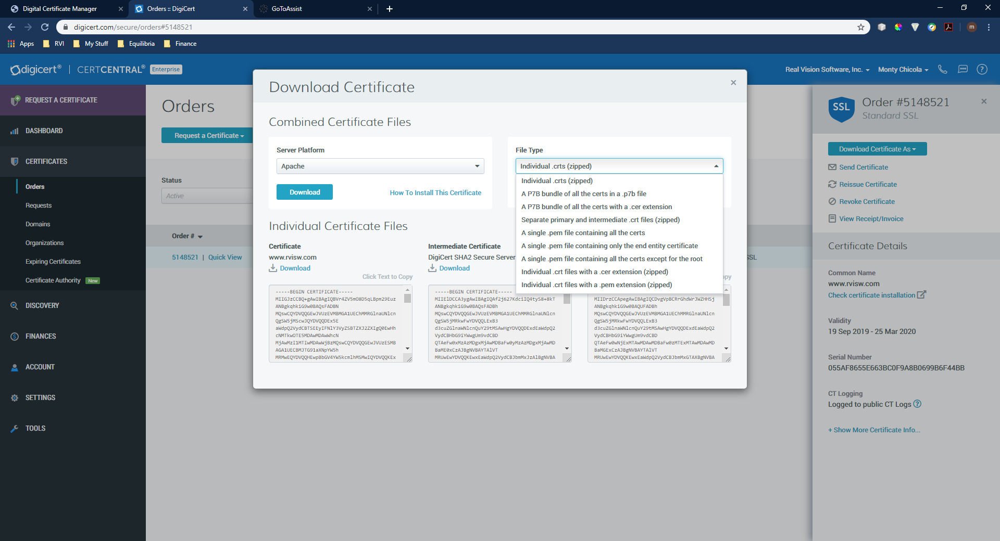 Digital Certificate Manager
Orders :: DigiCert
GoToAssist
digicert.com/secure/orders#5148521
m
Apps
RVI
My Stuff
Equilibria
Finance
digicert®
CERTCENTRAL®
Enterprise
Real Vision Software, Inc.
Monty Chicola
REQUEST A CERTIFICATE
DASHBOARD
CERTIFICATES
Orders
Requests
Domains
Organizations
Expiring Certificates
Certificate Authority New
DISCOVERY
FINANCES
ACCOUNT
SETTINGS
TOOLS
Orders
Request a Certificate
Status
Active
Order #
5148521 | Quick View
SSL
Download Certificate
Combined Certificate Files
Server Platform
Apache
Download
How To Install This Certificate
File Type
Individual .crts (zipped)
Individual .crts (zipped)
A P7B bundle of all the certs in a .p7b file
A P7B bundle of all the certs with a .cer extension
Separate primary and intermediate .crt files (zipped)
A single .pem file containing all the certs
A single .pem file containing only the end entity certificate
A single .pem file containing all the certs except for the root
Individual .crt files with a .cer extension (zipped)
Individual .crt files with a .pem extension (zipped)
Individual Certificate Files
Certificate
www.rvisw.com
Download
Click Text to Copy
-----BEGIN CERTIFICATE-----
MIIGJzCCBQ+gAwIBAgIQBVr4ZV5mO8D5qLBpm29Euz
ANBgkqhkiG9w0BAQsFADBN
MQswCQYDVQQGEwJVUzEVMBMGA1UEChMMRGlnaUNlcn
QgSW5jMScwJQYDVQQDEx5E
aWdpQ2VydCBTSEEyIFNlY3VyZSBTZXJ2ZXIgQ0EwHh
cNMTkwOTE5MDAwMDAwWhcN
MjAwMzI1MTIwMDAwWjBzMQswCQYDVQQGEwJVUzESMB
AGA1UECBMJTG91aXNpYW5h
MRMwEQYDVQQHEwpBbGV4YW5kcmlhMSMwIQYDVQQKEx
Intermediate Certificate
DigiCert SHA2 Secure Server
Download
-----BEGIN CERTIFICATE-----
MIIElDCCA3ygAwIBAgIQAf2j627KdciIQ4tyS8+8kT
ANBgkqhkiG9w0BAQsFADBh
MQswCQYDVQQGEwJVUzEVMBMGA1UEChMMRGlnaUNlcn
QgSW5jMRkwFwYDVQQLExB3
d3cuZGlnaWNlcnQuY29tMSAwHgYDVQQDExdEaWdpQ2
VydCBHbG9iYWwgUm9vdCBD
QTAeFw0xMzAzMDgxMjAwMDBaFw0yMzAzMDgxMjAwMD
BaME0xCzAJBgNVBAYTAlVT
MRUwEwYDVQQKEwxEaWdpQ2VydCBJbmMxJzAlBgNVBA
opy
MIIDrzCCApegAwIBAgIQCDvgVpBCRrGhdWrJWZHHSj
ANBgkqhkiG9w0BAQUFADBh
MQswCQYDVQQGEwJVUzEVMBMGA1UEChMMRGlnaUNlcn
QgSW5jMRkwFwYDVQQLExB3
d3cuZGlnaWNlcnQuY29tMSAwHgYDVQQDExdEaWdpQ2
VydCBHbG9iYWwgUm9vdCBD
QTAeFw0wNjExMTAwMDAwMDBaFw0zMTExMTAwMDAwMD
BaMGExCzAJBgNVBAYTAlVT
MRUwEwYDVQQKEwxEaWdpQ2VydCBJbmMxGTAXBgNVBA
SSL
Order #5148521
Standard SSL
Download Certificate As
Send Certificate
Reissue Certificate
Revoke Certificate
View Receipt/Invoice
Certificate Details
Common Name
www.rvisw.com
Check certificate installation
Validity
19 Sep 2019 - 25 Mar 2020
Serial Number
055AF8655E663BC0F9A8B0699B6F44BB
CT Logging
Logged to public CT Logs
+ Show More Certificate Info...